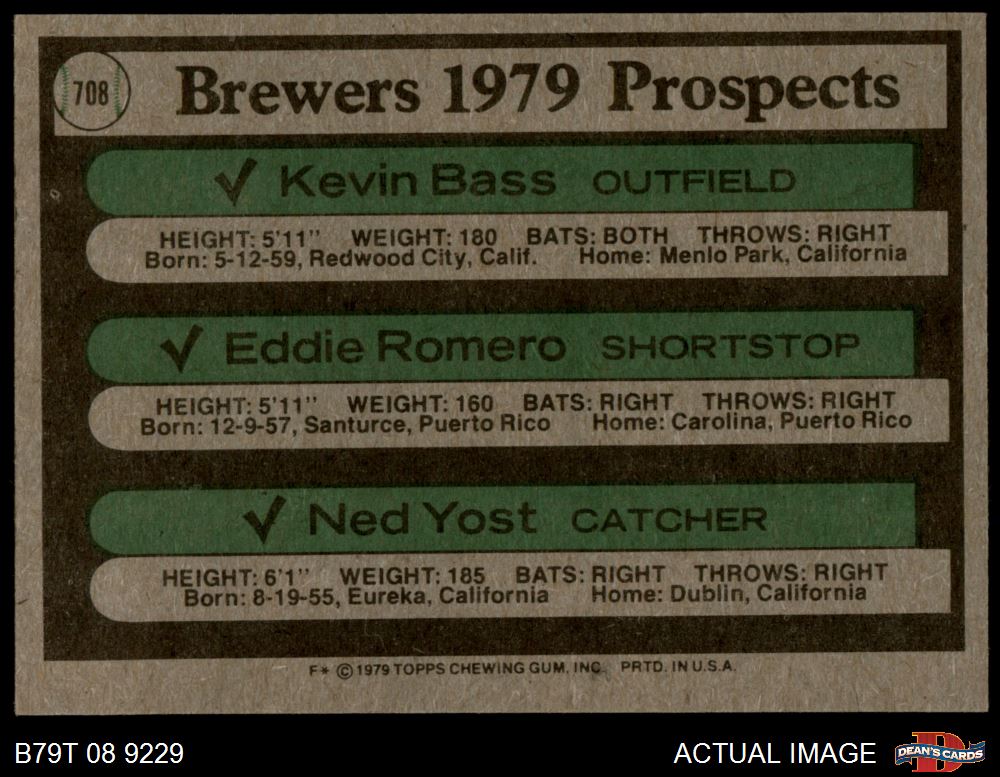 708
Brewers 1979 Prospects
✓ Kevin Bass OUTFIELD
HEIGHT: 5'11" WEIGHT: 180 BATS: BOTH THROWS: RIGHT
Born: 5-12-59, Redwood City, Calif. Home: Menlo Park, California
✓ Eddie Romero SHORTSTOP
HEIGHT: 5'11" WEIGHT: 160 BATS: RIGHT THROWS: RIGHT
Born: 12-9-57, Santurce, Puerto Rico Home: Carolina, Puerto Rico
✓ Ned Yost CATCHER
HEIGHT: 6'1" WEIGHT: 185 BATS: RIGHT THROWS: RIGHT
Born: 8-19-55, Eureka, California Home: Dublin, California
F* © 1979 TOPPS CHEWING GUM, INC. PRTD. IN U.S.A.
B79T 08 9229
ACTUAL IMAGE
D
DEAN'S CARDS